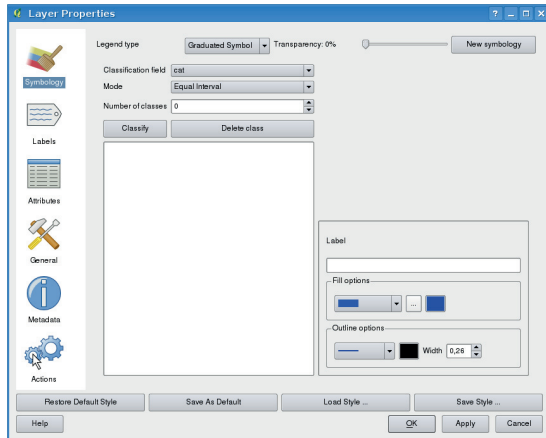 Layer Properties
Legend type Graduated Symbol Transparency: 0% New symbology
Symbology
Classification field cat
Mode Equal Interval
Number of classes 0
Classify Delete class
Labels
Attributes
General
Metadata
Actions
Label
Fill options
...
Outline options
Width 0,26
Restore Default Style Save As Default Load Style ... Save Style ...
Help OK Apply Cancel